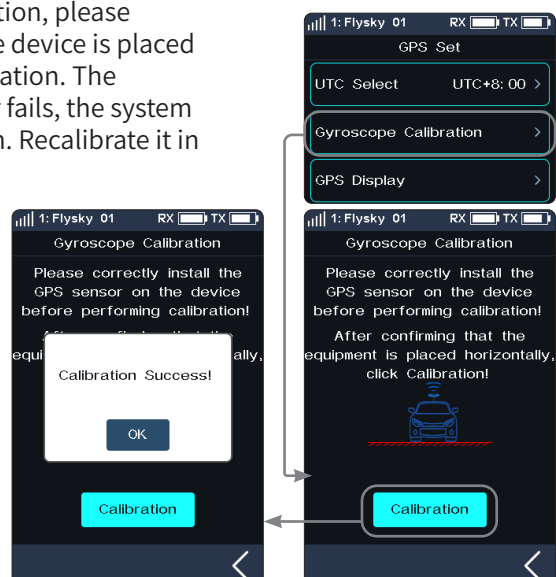 tion, please
e device is placed
ation. The
fails, the system
n. Recalibrate it in
1: Flysky 01 RX TX
GPS Set
UTC Select UTC+8: 00 >
Gyroscope Calibration >
GPS Display >
1: Flysky 01 RX TX
Gyroscope Calibration
Please correctly install the
GPS sensor on the device
before performing calibration!
equi ally,
Calibration Success!
OK
Calibration
1: Flysky 01 RX TX
Gyroscope Calibration
Please correctly install the
GPS sensor on the device
before performing calibration!
After confirming that the
equipment is placed horizontally,
click Calibration!
Calibration